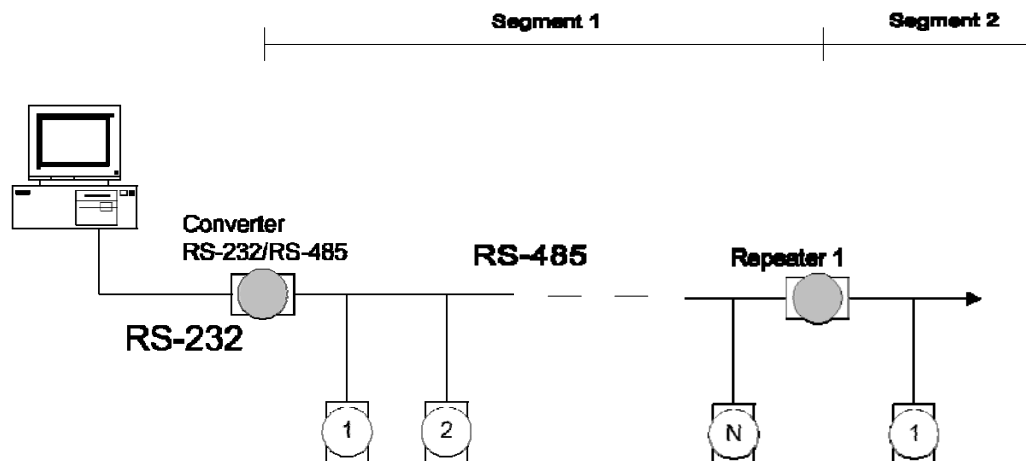 Segment 1
Segment 2
Converter
RS-232/RS-485
RS-485
Repeater 1
RS-232
1
2
N
1